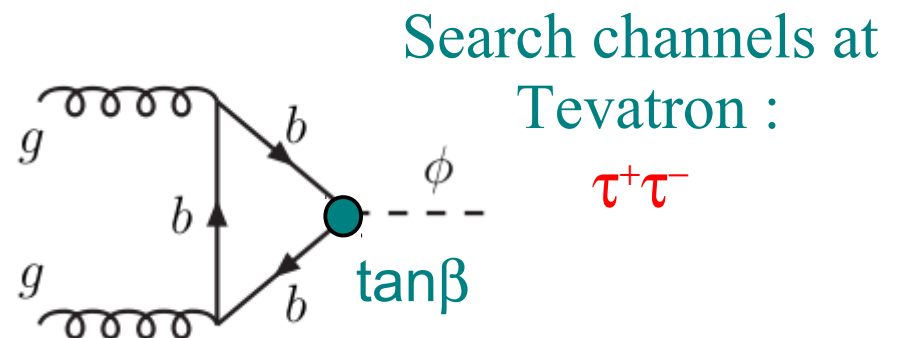 Search channels at
Tevatron :
τ⁺τ⁻
g
b
ϕ
b
g
b
tanβ